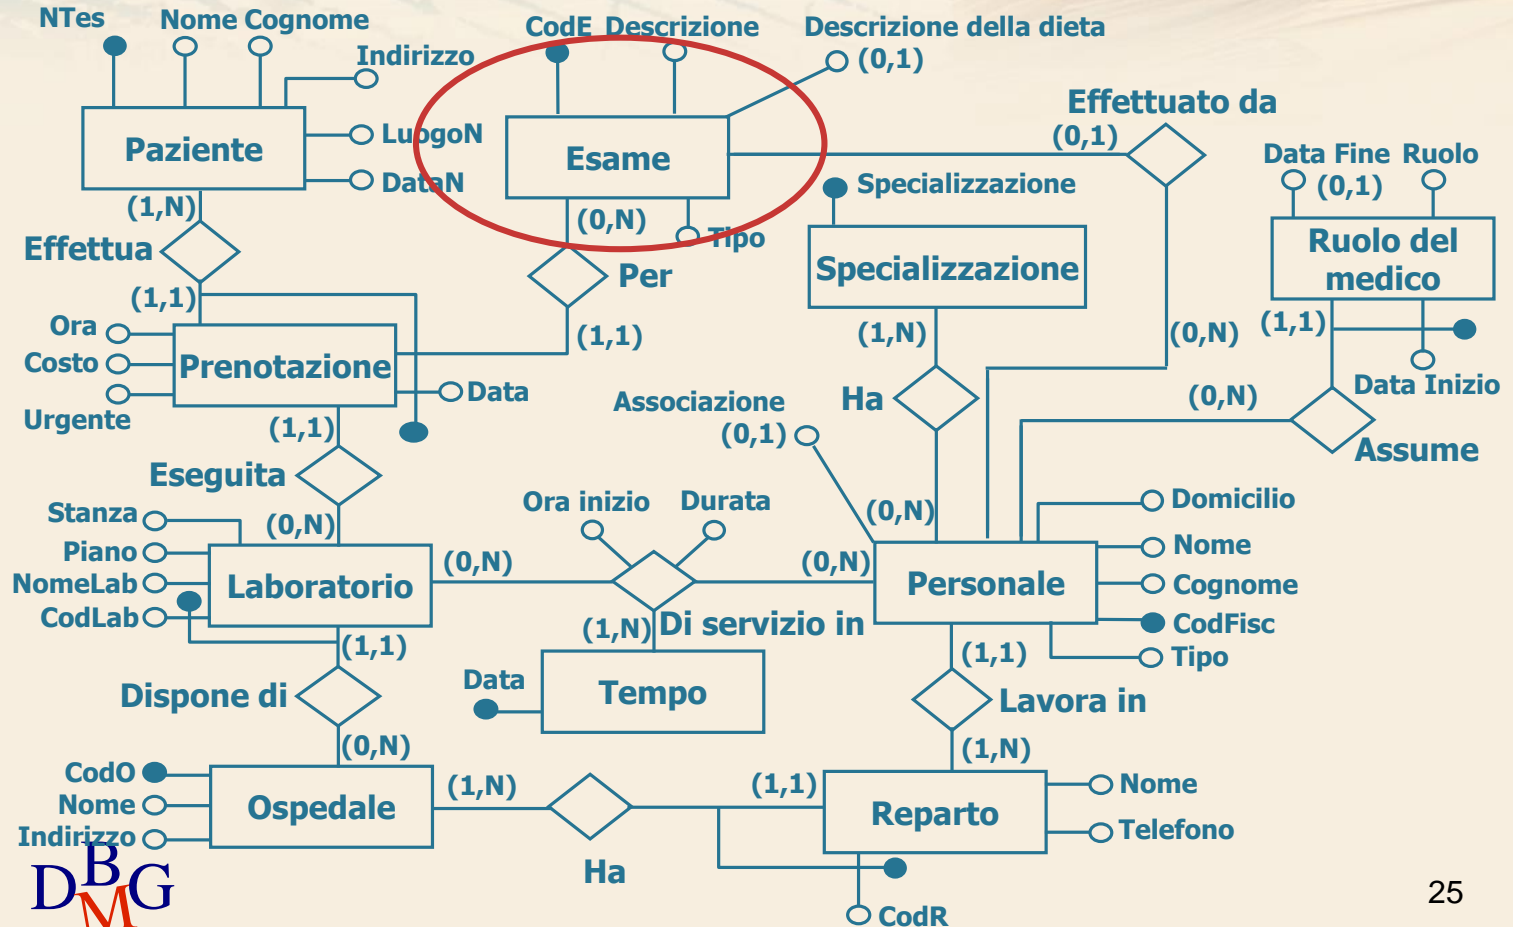 NTes
Nome Cognome
Indirizzo
Paziente
LuogoN
DataN
(1,N)
Effettua
(1,1)
CodE Descrizione
Descrizione della dieta
(0,1)
Esame
(0,N)
Tipo
Per
(1,1)
Effettuato da
(0,1)
(0,N)
Specializzazione
Specializzazione
(1,N)
Ha
(0,N)
Data Fine Ruolo
(0,1)
Ruolo del
medico
(1,1)
Data Inizio
(0,N)
Assume
Ora
Costo
Urgente
Prenotazione
Data
(1,1)
Eseguita
(0,N)
Associazione
(0,1)
Stanza
Piano
NomeLab
CodLab
Laboratorio
(0,N)
Ora inizio
Durata
(0,N)
Di servizio in
(1,N)
Data
Tempo
Personale
Domicilio
Nome
Cognome
CodFisc
Tipo
(1,1)
Lavora in
(1,N)
(1,1)
Dispone di
(0,N)
CodO
Nome
Indirizzo
Ospedale
(1,N)
Ha
(1,1)
Reparto
Nome
Telefono
CodR
DBMG
25